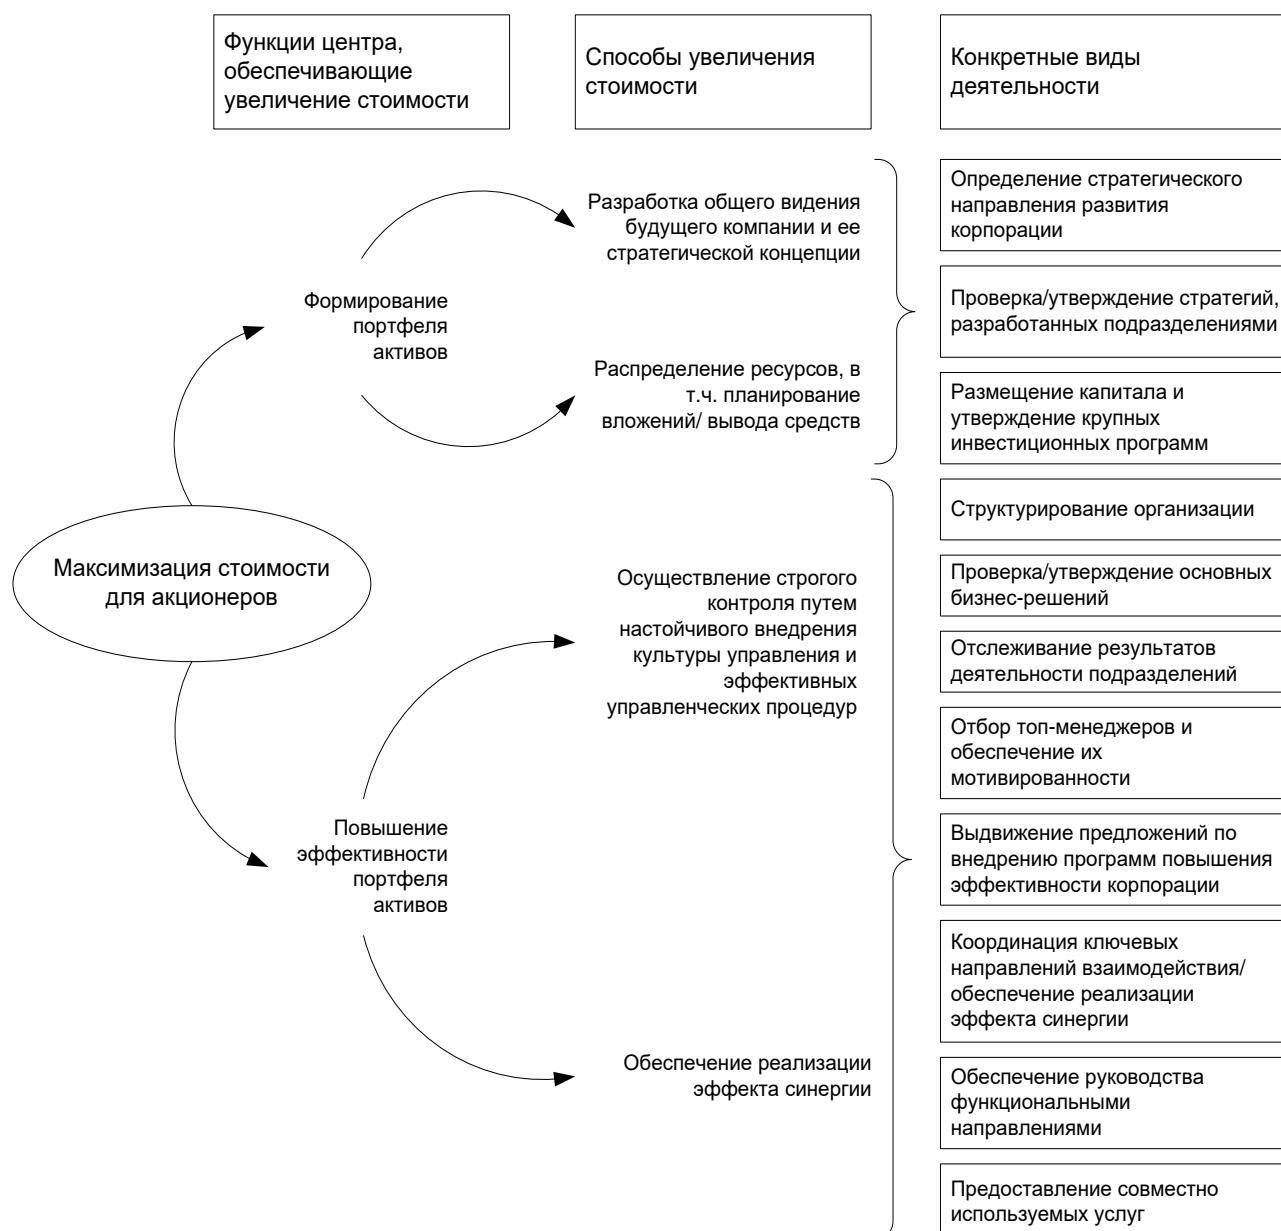 Функции центра,
обеспечивающие
увеличение стоимости
Способы увеличения
стоимости
Конкретные виды
деятельности
Максимизация стоимости
для акционеров
Формирование
портфеля
активов
Разработка общего видения
будущего компании и ее
стратегической концепции
Распределение ресурсов, в
т.ч. планирование
вложений/ вывода средств
Определение стратегического
направления развития
корпорации
Проверка/утверждение стратегий,
разработанных подразделениями
Размещение капитала и
утверждение крупных
инвестиционных программ
Повышение
эффективности
портфеля
активов
Осуществление строгого
контроля путем
настойчивого внедрения
культуры управления и
эффективных
управленческих процедур
Обеспечение реализации
эффекта синергии
Структурирование организации
Проверка/утверждение основных
бизнес-решений
Отслеживание результатов
деятельности подразделений
Отбор топ-менеджеров и
обеспечение их
мотивированности
Выдвижение предложений по
внедрению программ повышения
эффективности корпорации
Координация ключевых
направлений взаимодействия/
обеспечение реализации
эффекта синергии
Обеспечение руководства
функциональными
направлениями
Предоставление совместно
используемых услуг